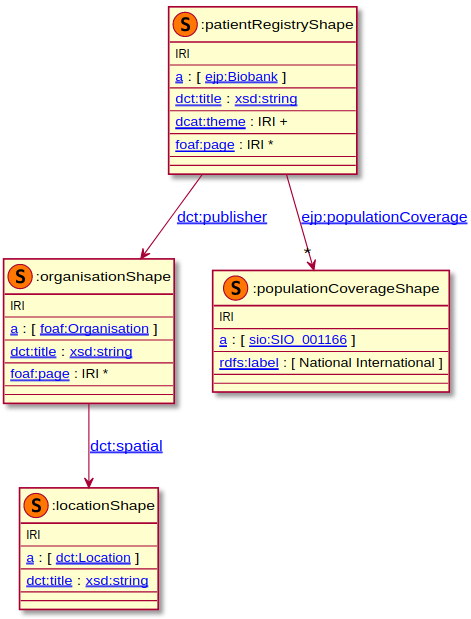 S :patientRegistryShape
IRI
a : [ ejp:Biobank ]
dct:title : xsd:string
dcat:theme : IRI +
foaf:page : IRI *
dct:publisher
ejp:populationCoverage
*
S :organisationShape
IRI
a : [ foaf:Organisation ]
dct:title : xsd:string
foaf:page : IRI *
S :populationCoverageShape
IRI
a : [ sio:SIO_001166 ]
rdfs:label : [ National International ]
dct:spatial
S :locationShape
IRI
a : [ dct:Location ]
dct:title : xsd:string